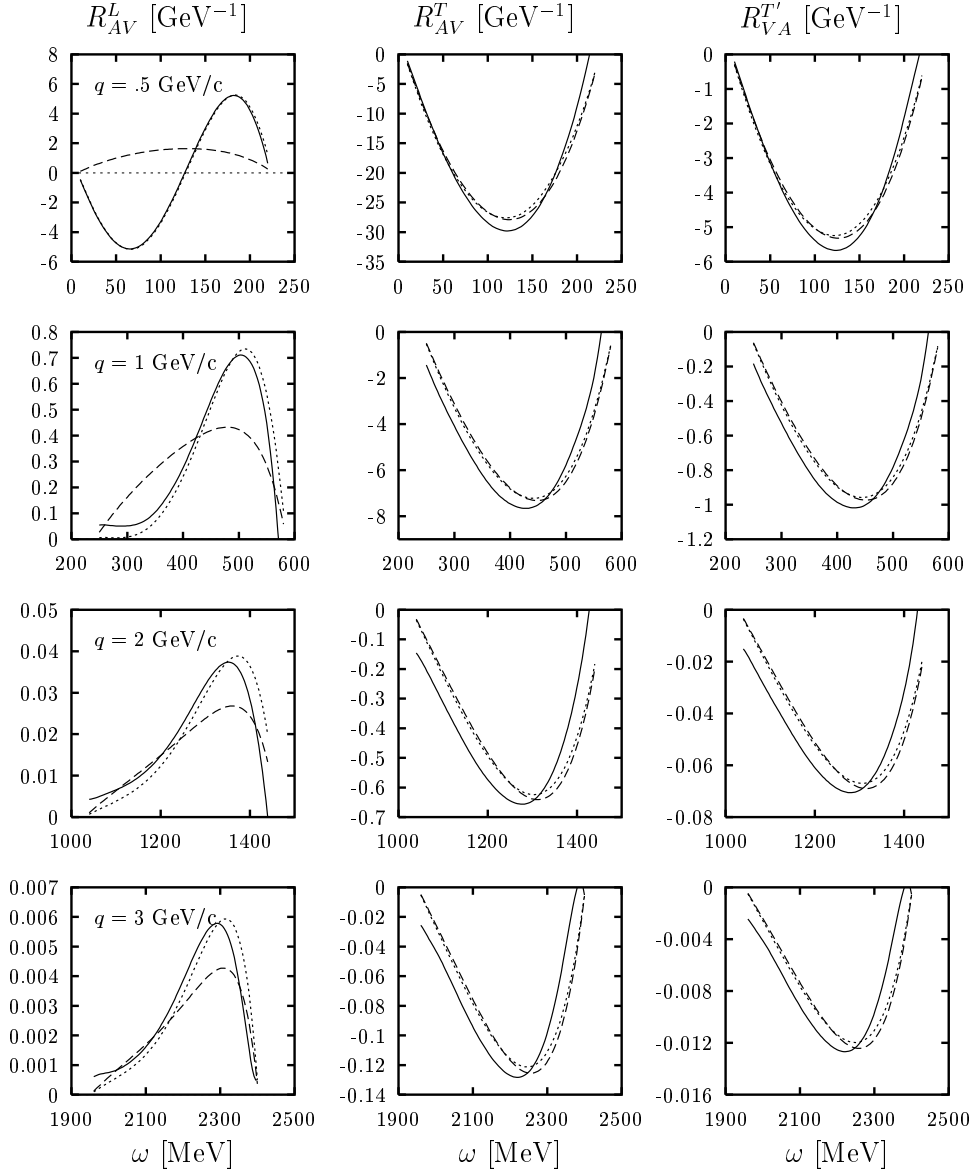 R^L_{AV} [GeV^{-1}] R^T_{AV} [GeV^{-1}] R^{T'}_{VA} [GeV^{-1}]
q = .5 GeV/c
8 6 4 2 0 -2 -4 -6
0 50 100 150 200 250
0 -5 -10 -15 -20 -25 -30 -35
0 50 100 150 200 250
0 -1 -2 -3 -4 -5 -6
0 50 100 150 200 250
q = 1 GeV/c
0.8 0.7 0.6 0.5 0.4 0.3 0.2 0.1 0
200 300 400 500 600
0 -2 -4 -6 -8
200 300 400 500 600
0 -0.2 -0.4 -0.6 -0.8 -1 -1.2
200 300 400 500 600
q = 2 GeV/c
0.05 0.04 0.03 0.02 0.01 0
1000 1200 1400
0 -0.1 -0.2 -0.3 -0.4 -0.5 -0.6 -0.7
1000 1200 1400
0 -0.02 -0.04 -0.06 -0.08
1000 1200 1400
q = 3 GeV/c
0.007 0.006 0.005 0.004 0.003 0.002 0.001 0
1900 2100 2300 2500
0 -0.02 -0.04 -0.06 -0.08 -0.1 -0.12 -0.14
1900 2100 2300 2500
0 -0.004 -0.008 -0.012 -0.016
1900 2100 2300 2500
ω [MeV] ω [MeV] ω [MeV]